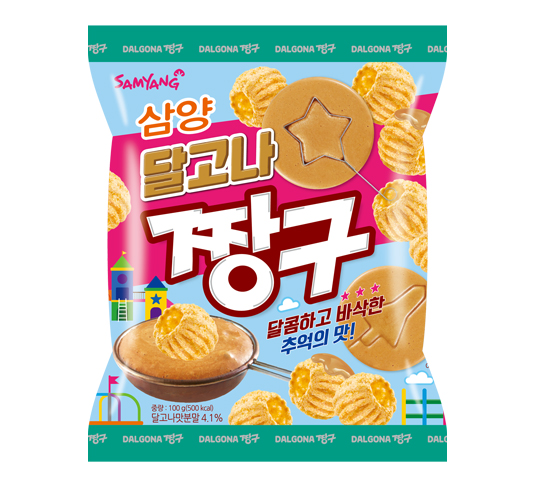 DALGONA 짱구 DALGONA 짱구 DALGONA 짱구 DALGONA 짱구
SAMYANG
삼양
달고나
짱구
달콤하고 바삭한
추억의 맛!
중량 : 100 g(500 kcal)
달고나맛분말 4.1%
짱구 DALGONA 짱구 DALGONA 짱구 DALGONA 짱구 DALGONA